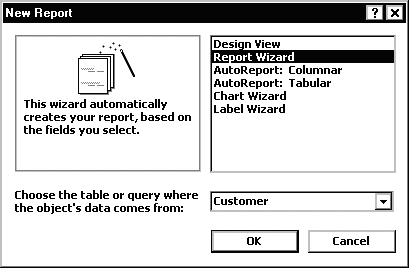 New Report
Design View
Report Wizard
AutoReport: Columnar
AutoReport: Tabular
Chart Wizard
Label Wizard
This wizard automatically
creates your report, based on
the fields you select.
Choose the table or query where
the object's data comes from:
Customer
OK
Cancel